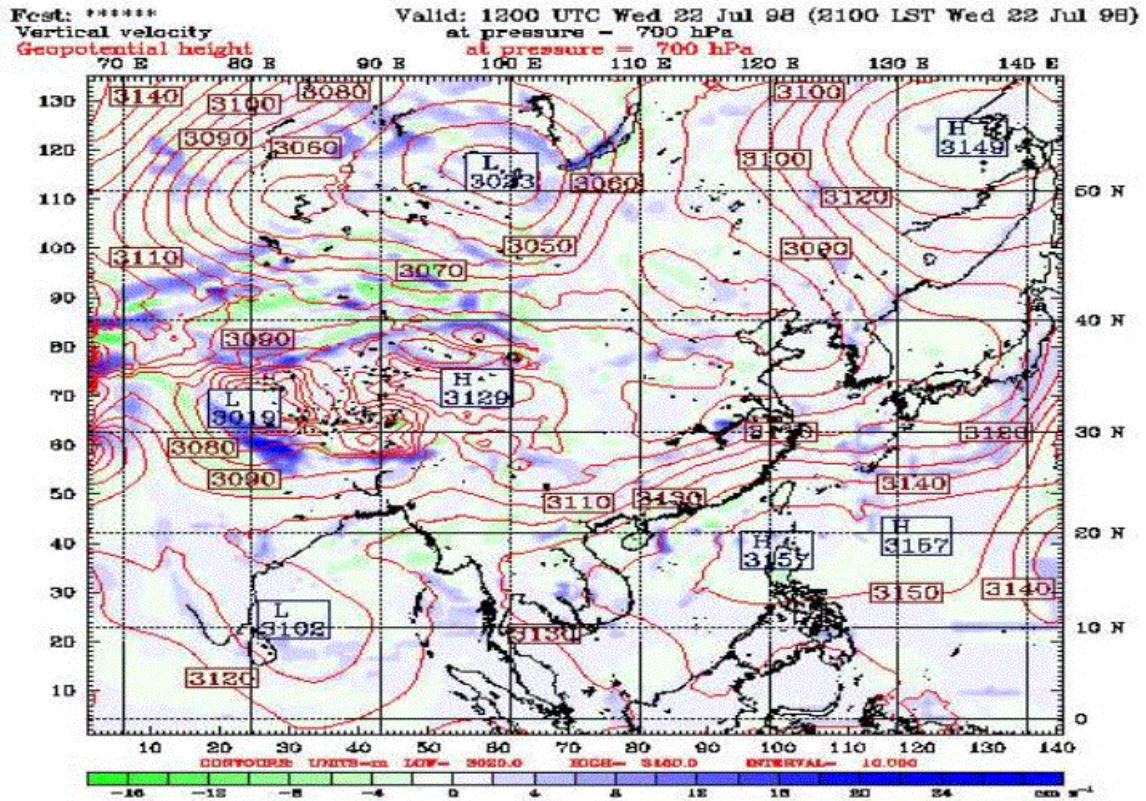 Fcst: ******
Valid: 1200 UTC Wed 22 Jul 98 (2100 LST Wed 22 Jul 98)
Vertical velocity at pressure = 700 hPa
Geopotential height at pressure = 700 hPa
70 E 80 E 90 E 100 E 110 E 120 E 130 E 140 E
130 3140 3100 3080 3100
3090 3060 H
120 L 3100 3149
110 3060 3120 50 N
100 3050 3090
3110 3070
90
40 N
80 3090
H
70 L 3129
3019
60 30 N
3080 3120
3090 3140
50 3110 3130
H 20 N
40 H 3157
3157
30 3150 3140
L
3102 10 N
20 3130
3120
10
0
10 20 30 40 50 60 70 80 90 100 110 120 130 140
CONTOURS: UNITS=m LOW= 3020.0 HIGH= 3150.0 INTERVAL= 10.000
-16 -12 -8 -4 0 4 8 12 16 20 24 cm s⁻¹